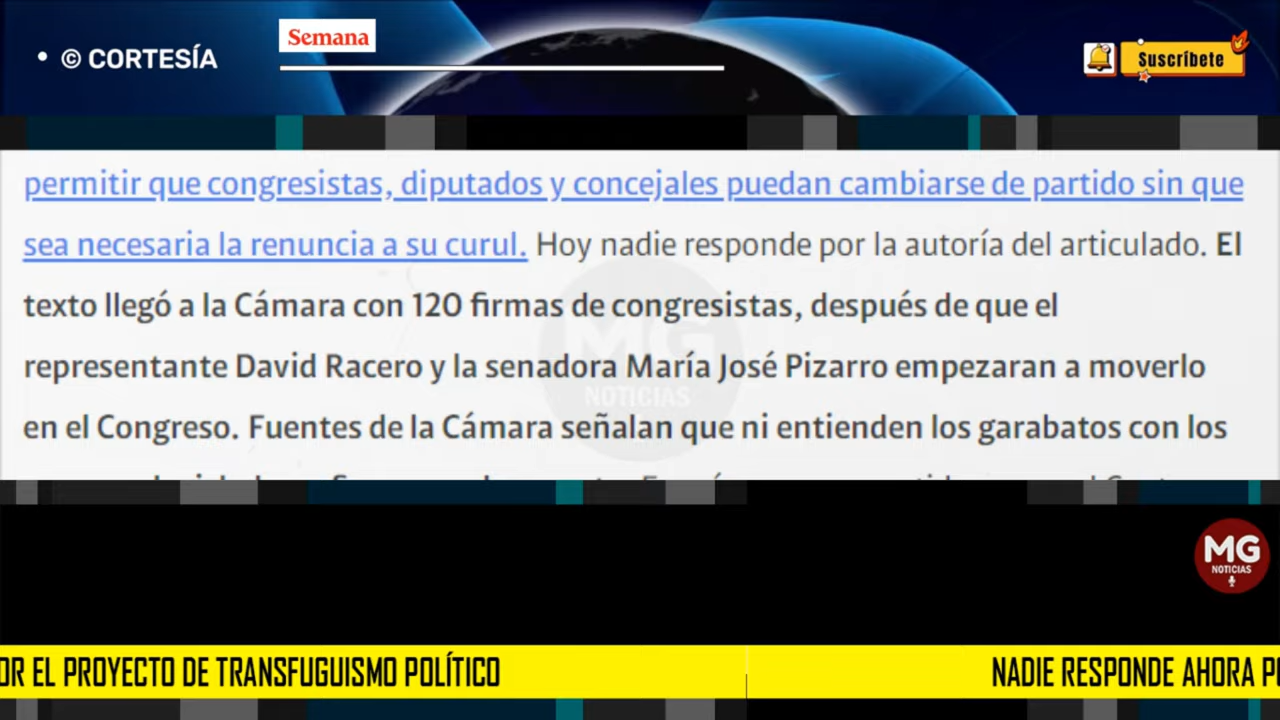 • © CORTESÍA
Semana
Suscríbete
permitir que congresistas, diputados y concejales puedan cambiarse de partido sin que
sea necesaria la renuncia a su curul. Hoy nadie responde por la autoría del articulado. El
texto llegó a la Cámara con 120 firmas de congresistas, después de que el
representante David Racero y la senadora María José Pizarro empezaran a moverlo
en el Congreso. Fuentes de la Cámara señalan que ni entienden los garabatos con los
MG
NOTICIAS
MG
NOTICIAS
OR EL PROYECTO DE TRANSFUGUISMO POLÍTICO
NADIE RESPONDE AHORA PO